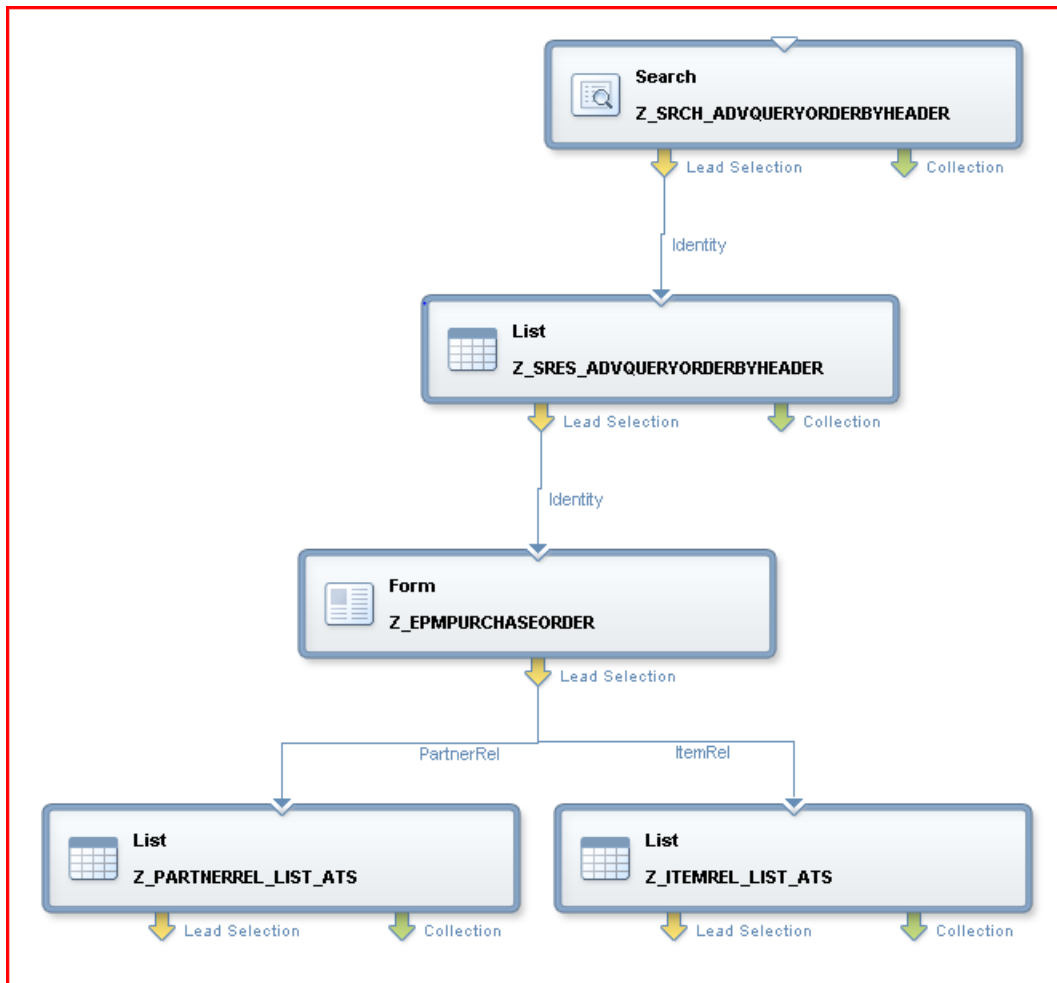 Search
Z_SRCH_ADVQUERYORDERBYHEADER
Lead Selection
Collection
Identity
List
Z_SRES_ADVQUERYORDERBYHEADER
Lead Selection
Collection
Identity
Form
Z_EPMPURCHASEORDER
Lead Selection
PartnerRel
ItemRel
List
Z_PARTNERREL_LIST_ATS
Lead Selection
Collection
List
Z_ITEMREL_LIST_ATS
Lead Selection
Collection